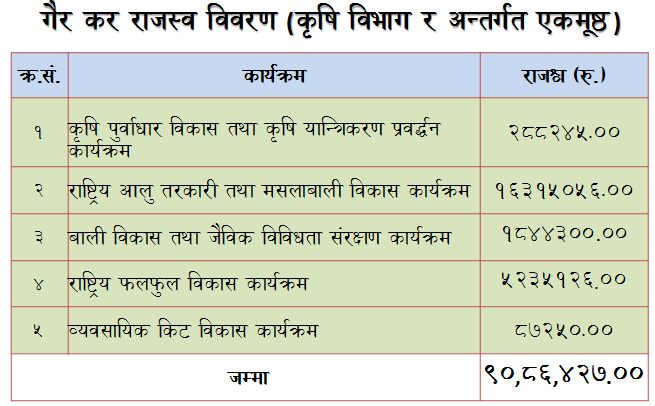 गैर कर राजस्व विवरण (कृषि विभाग र अन्तर्गत एकमूष्ठ)
क्र.सं. कार्यक्रम राजश्व (रु.)
१ कृषि पुर्वाधार विकास तथा कृषि यान्त्रिकरण प्रवर्द्धन कार्यक्रम २८८२४५.००
२ राष्ट्रिय आलु तरकारी तथा मसलाबाली विकास कार्यक्रम १६३१५०५६.००
३ बाली विकास तथा जैविक विविधता संरक्षण कार्यक्रम १८४४३००.००
४ राष्ट्रिय फलफुल विकास कार्यक्रम ५२३५१२६.००
५ व्यवसायिक किट विकास कार्यक्रम ८७२५०.००
जम्मा ९०,८६,४२७.००